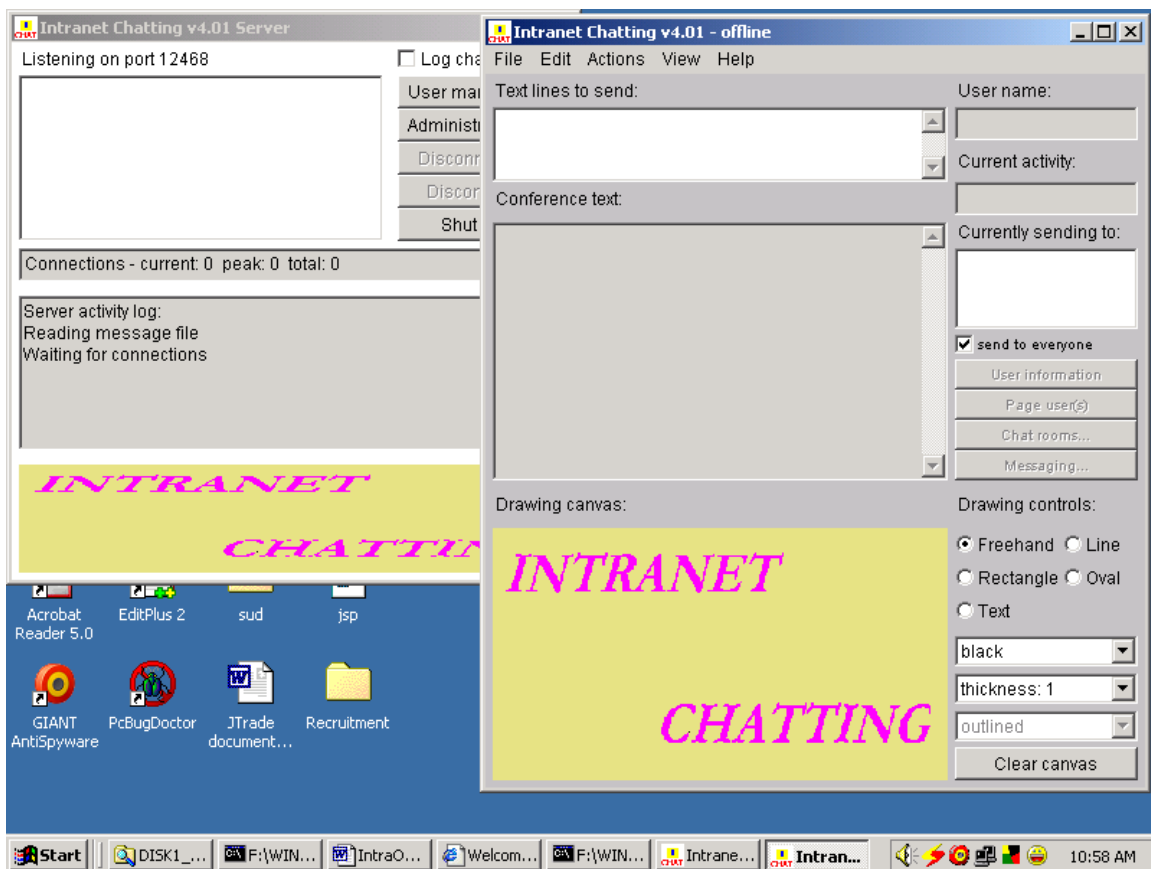 Intranet Chatting v4.01 Server
Listening on port 12468
Log cha
User mai
Administr
Disconn
Discor
Shut
Connections - current: 0 peak: 0 total: 0
Server activity log:
Reading message file
Waiting for connections
INTRANET
CHATTIN
Intranet Chatting v4.01 - offline
File Edit Actions View Help
Text lines to send:
User name:
Current activity:
Conference text:
Currently sending to:
send to everyone
User information
Page user(s)
Chat rooms...
Messaging...
Drawing canvas:
INTRANET
CHATTING
Drawing controls:
Freehand Line
Rectangle Oval
Text
black
thickness: 1
outlined
Clear canvas
Acrobat
Reader 5.0
EditPlus 2
sud
jsp
GIANT
AntiSpyware
PcBugDoctor
JTrade
document...
Recruitment
Start DISK1_... F:\WIN... IntraO... Welcom... F:\WIN... Intrane... Intran... 10:58 AM